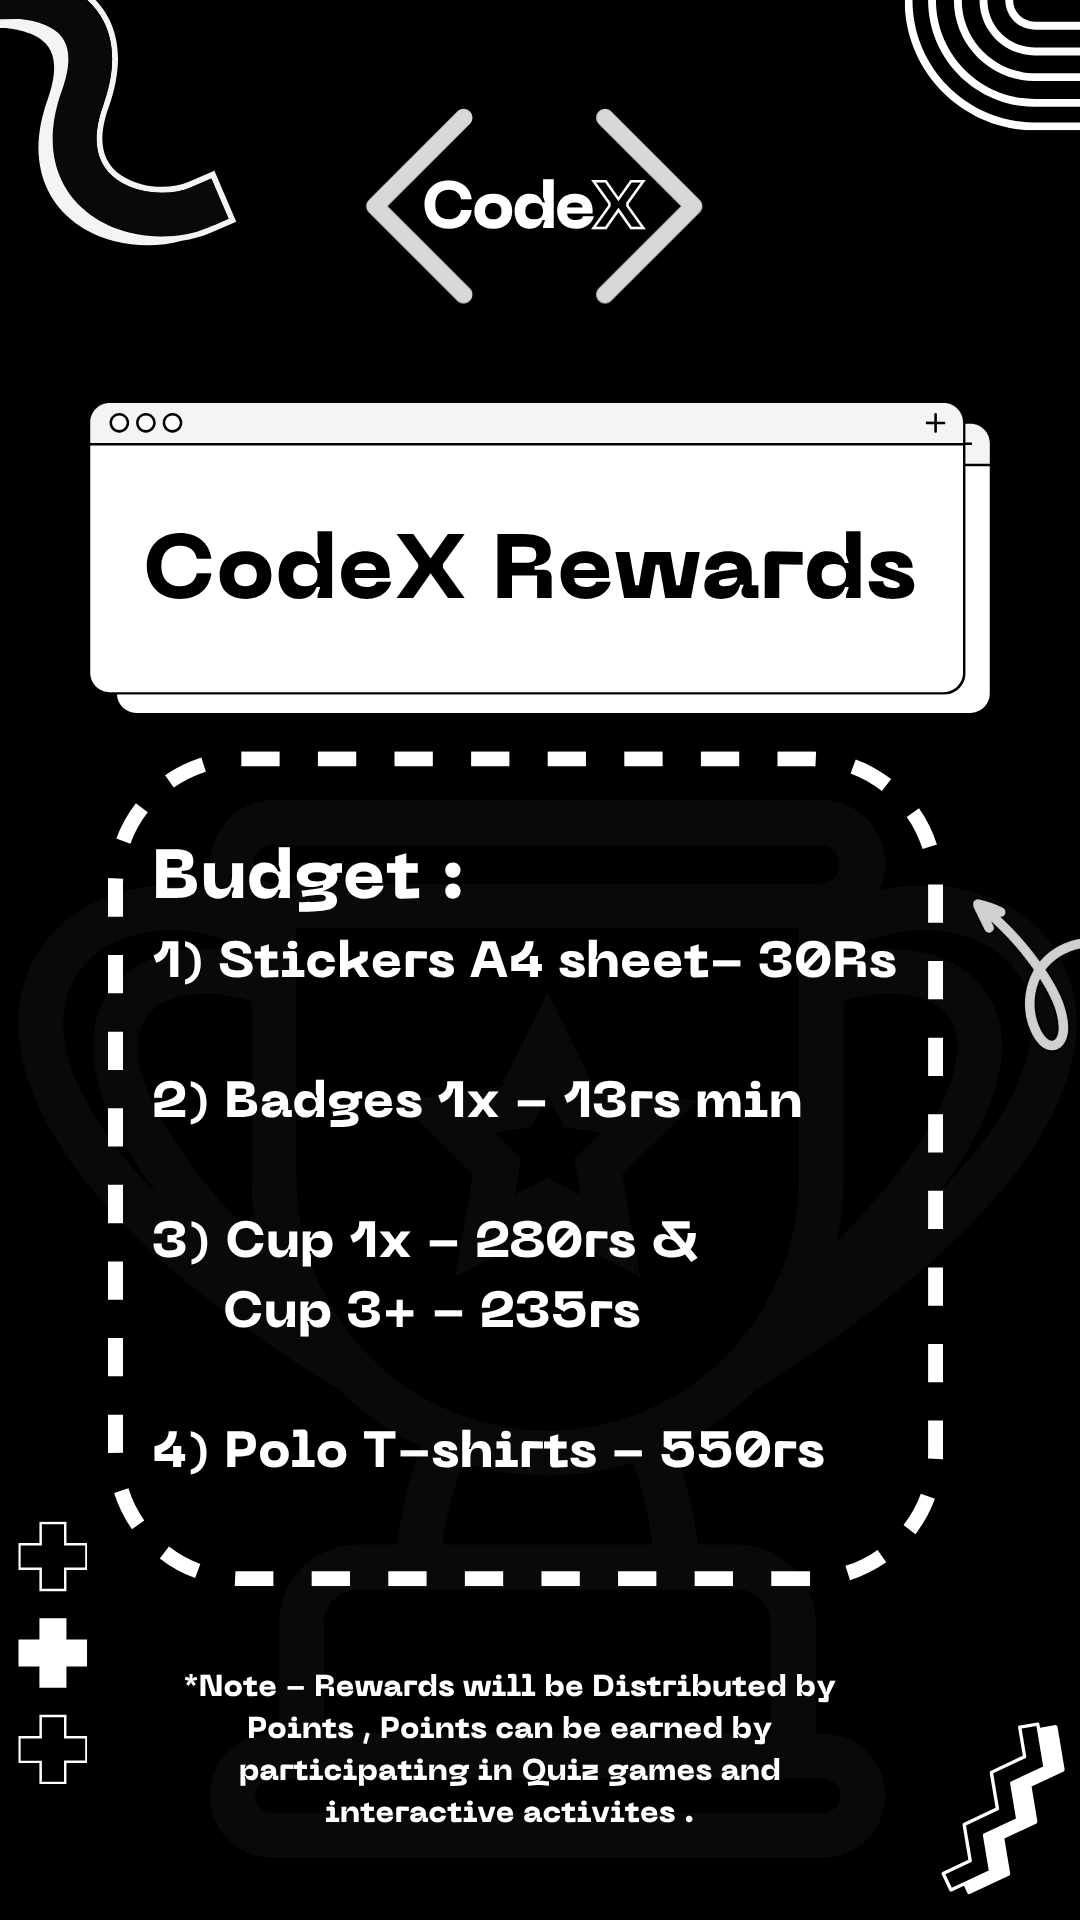 CodeX
CodeX Rewards
Budget :
1) Stickers A4 sheet- 30Rs
2) Badges 1x - 13rs min
3) Cup 1x - 280rs &
Cup 3+ - 235rs
4) Polo T-shirts - 550rs
*Note - Rewards will be Distributed by
Points , Points can be earned by
participating in Quiz games and
interactive activites .